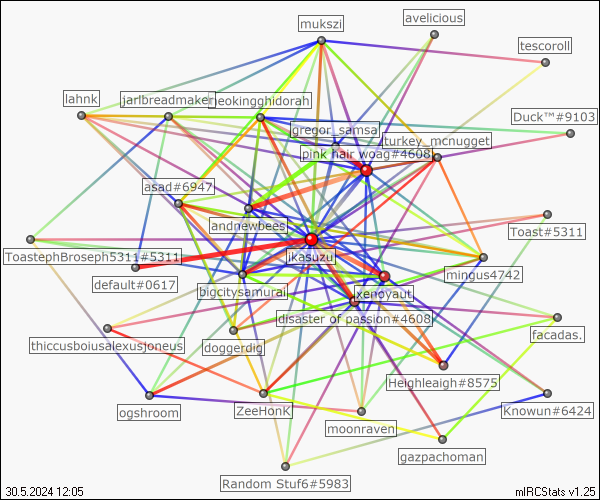 mukszi
avelicious
tescoroll
lahnk
jarlbreadmaker
neokingghidorah
Duck™#9103
gregor_samsa
turkey_mcnugget
pink hair woag#4608
asad#6947
andnewbees
Toast#5311
ToastephBroseph5311#5311
ikasuzu
mingus4742
default#0617
bigcitysamurai
xenoyaut
disaster of passion#4608
facadas.
thiccusboiusalexusjoneus
doggerdig
Heighleaigh#8575
ogshroom
ZeeHonK
Knowun#6424
moonraven
gazpachoman
Random Stuf6#5983
30.5.2024 12:05
mIRCStats v1.25